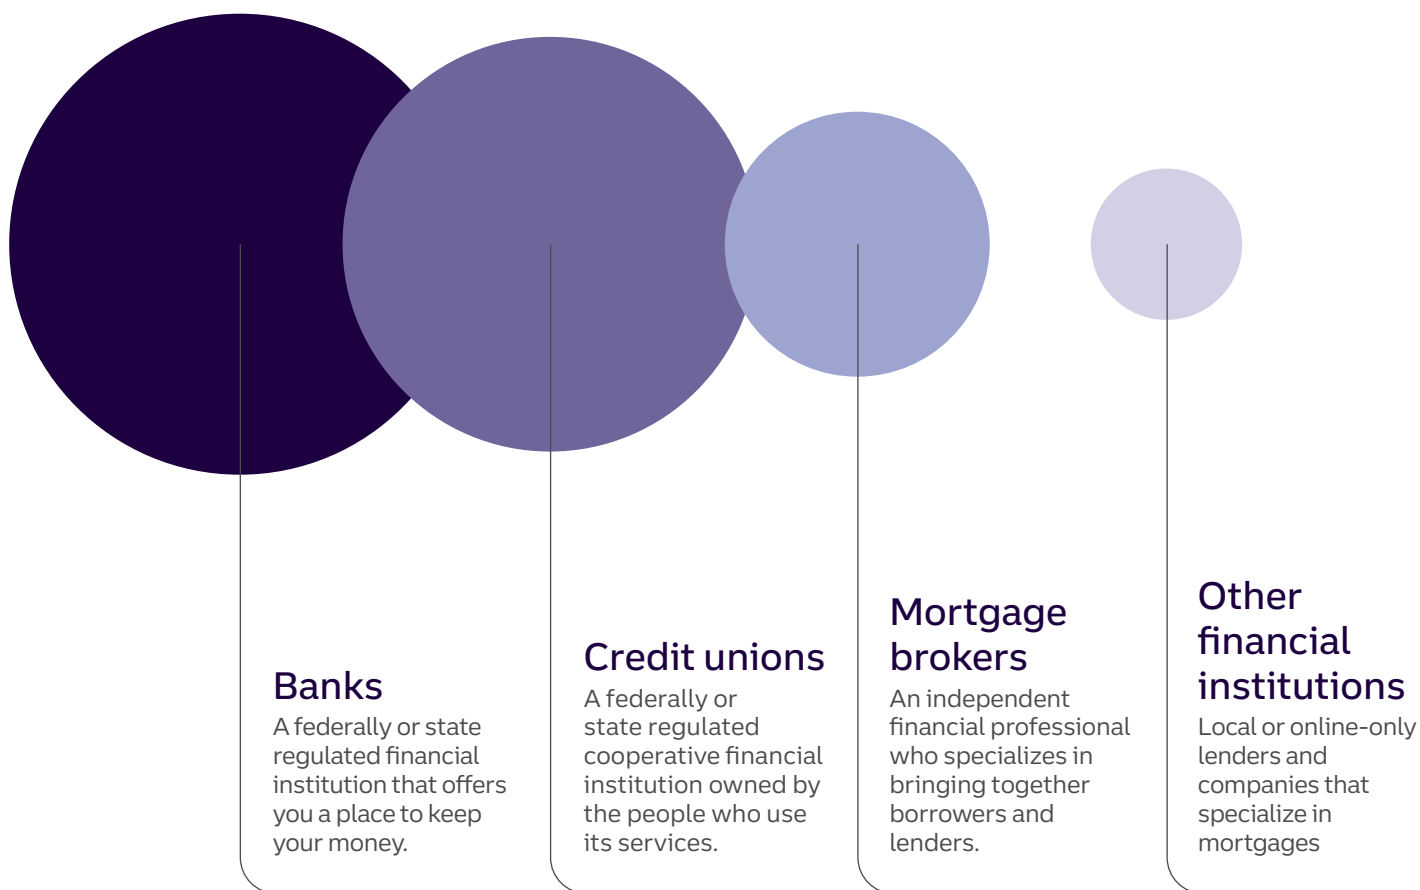 Banks
A federally or state
regulated financial
institution that offers
you a place to keep
your money.
Credit unions
A federally or
state regulated
cooperative financial
institution owned by
the people who use
its services.
Mortgage
brokers
An independent
financial professional
who specializes in
bringing together
borrowers and
lenders.
Other
financial
institutions
Local or online-only
lenders and
companies that
specialize in
mortgages